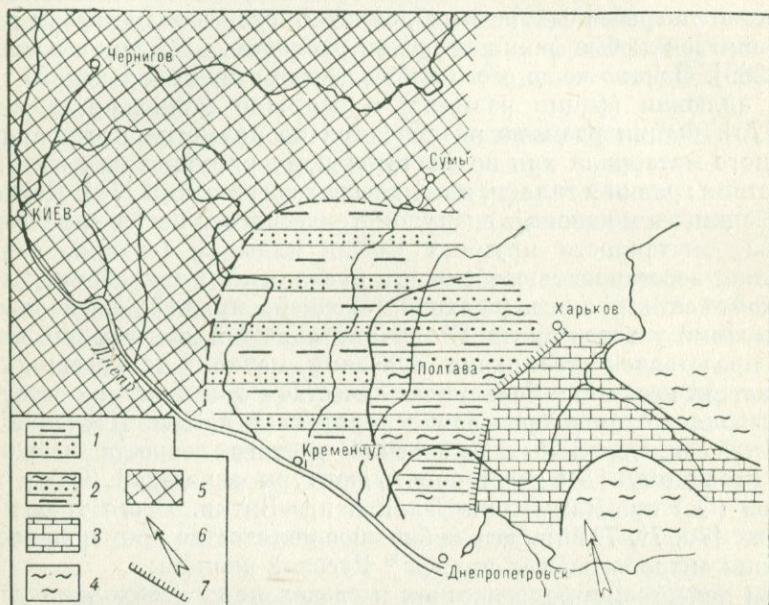 Чернигов
Сумы
КИЕВ
Днепр
Харьков
Полтава
Кременчуг
Днепропетровск
1
2
3
4
5
6
7